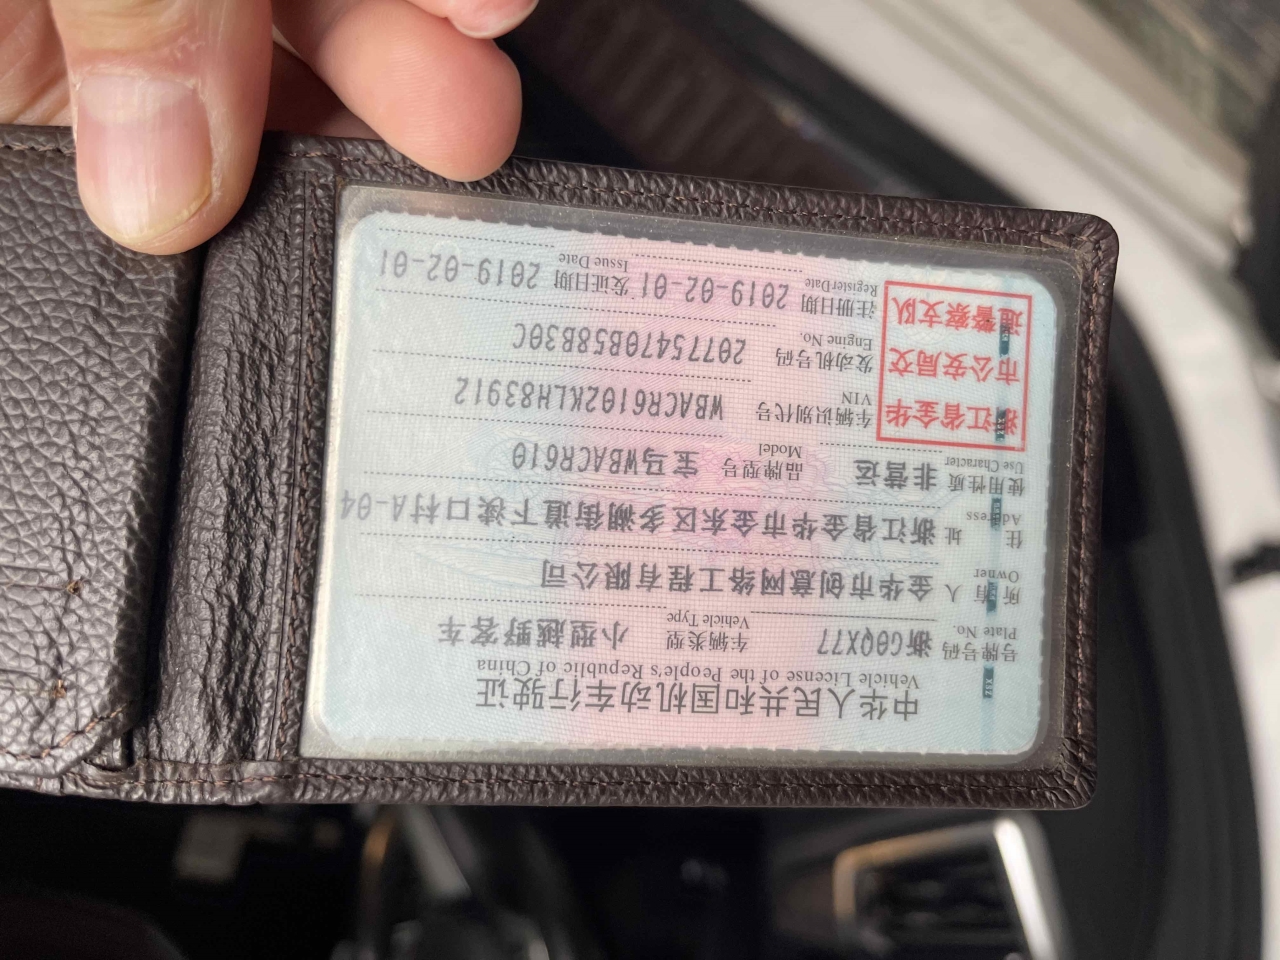 中华人民共和国机动车行驶证
Vehicle License of the People's Republic of China
号牌号码 浙G0QX77 车辆类型 小型越野客车
Plate No. Vehicle Type
所有人 金华市创意网络工程有限公司
Owner
住址 浙江省金华市金东区多湖街道下浃口村A-04
Address
使用性质 非营运 品牌型号 宝马WBACR610
Use Character Model
浙江省金华
市公安局交
通警察支队
车辆识别代号 WBACR6102KLH83912
VIN
发动机号码 20775470B58B30C
Engine No.
注册日期 2019-02-01 发证日期 2019-02-01
Register Date Issue Date